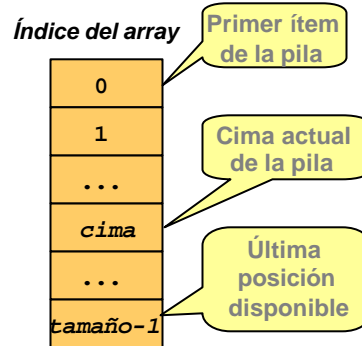 Índice del array
Primer ítem
de la pila
0
1
Cima actual
de la pila
...
cima
Última
posición
disponible
...
tamaño-1